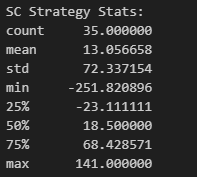 SC Strategy Stats:
count 35.000000
mean 13.056658
std 72.337154
min -251.820896
25% -23.111111
50% 18.500000
75% 68.428571
max 141.000000